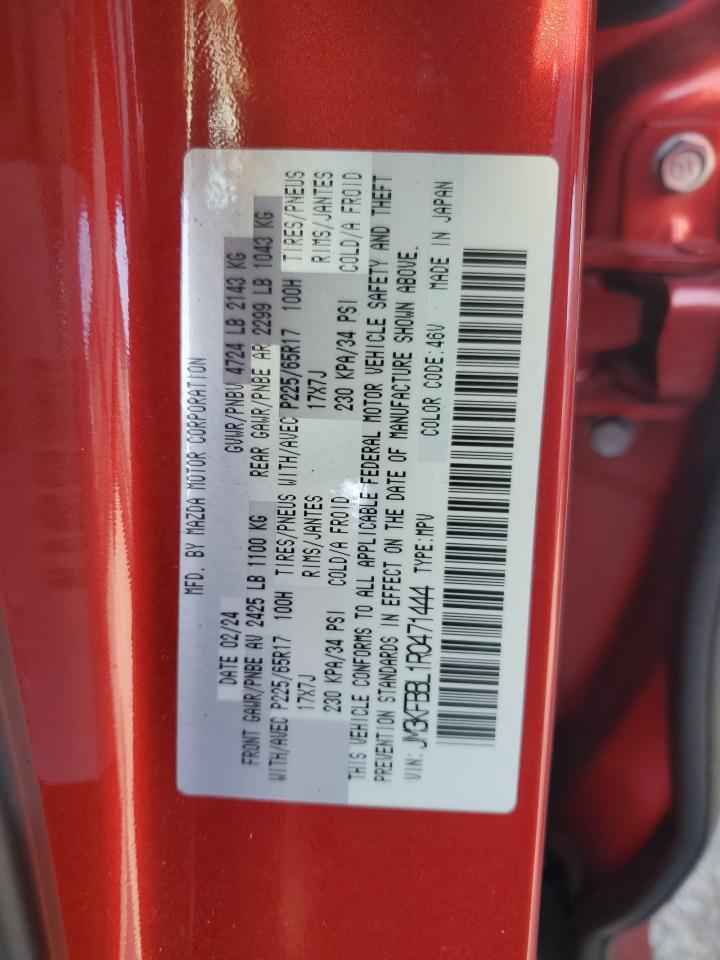 MFD. BY MAZDA MOTOR CORPORATION
DATE 02/24 GVWR/PNBV 4724 LB 2143 KG
FRONT GAWR/PNBE AV 2425 LB 1100 KG REAR GAWR/PNBE AR 2299 LB 1043 KG
WITH/AVEC P225/65R17 100H TIRES/PNEUS WITH/AVEC P225/65R17 100H TIRES/PNEUS
17X7J RIMS/JANTES 17X7J RIMS/JANTES
230 KPA/34 PSI COLD/A FROID 230 KPA/34 PSI COLD/A FROID
THIS VEHICLE CONFORMS TO ALL APPLICABLE FEDERAL MOTOR VEHICLE SAFETY AND THEFT
PREVENTION STANDARDS IN EFFECT ON THE DATE OF MANUFACTURE SHOWN ABOVE.
VIN: JM3KFBBL1R0471444 TYPE:MPV COLOR CODE:46V MADE IN JAPAN